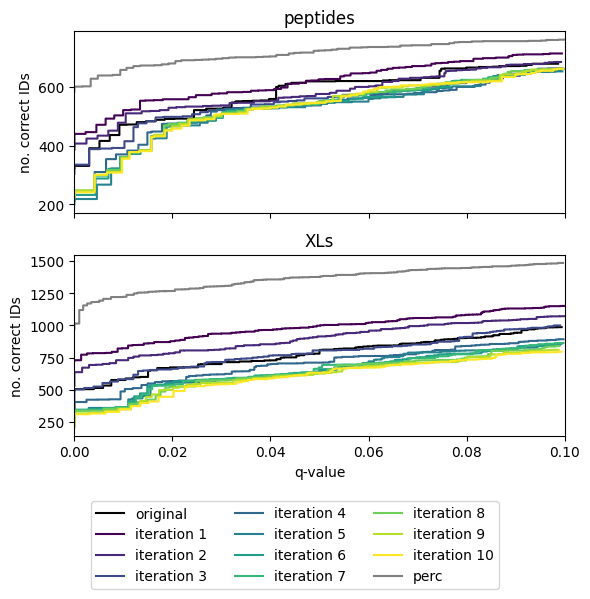 peptides
no. correct IDs
600
400
200
XLs
no. correct IDs
1500
1250
1000
750
500
250
0.00 0.02 0.04 0.06 0.08 0.10
q-value
original iteration 4 iteration 8
iteration 1 iteration 5 iteration 9
iteration 2 iteration 6 iteration 10
iteration 3 iteration 7 perc